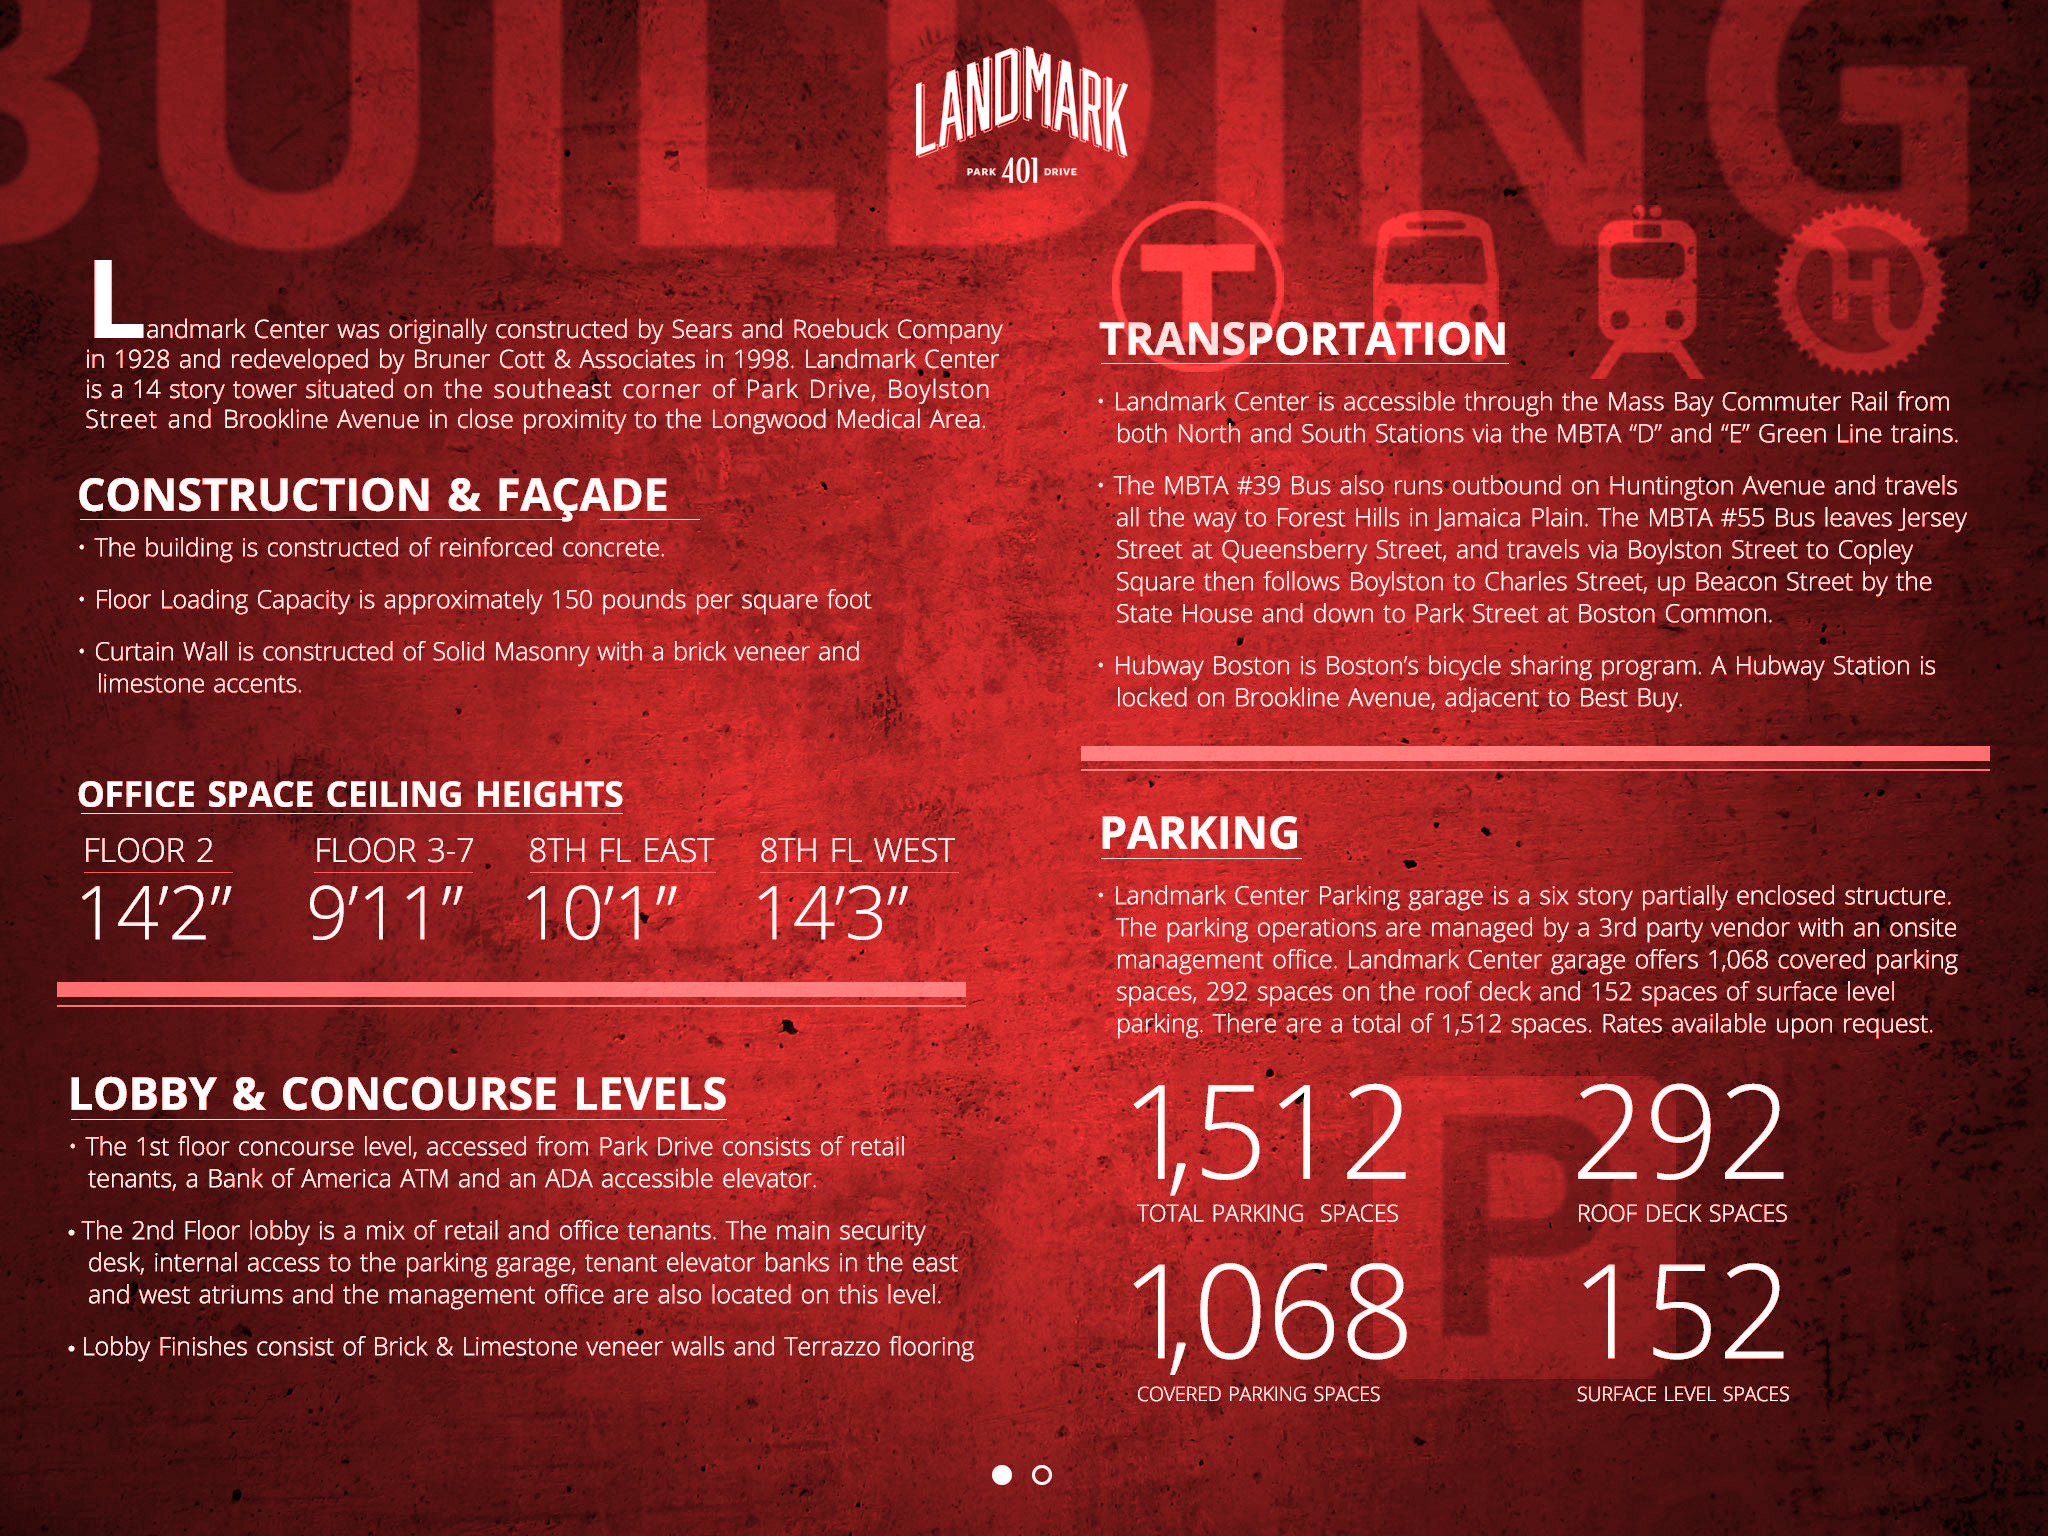 BUILDING
LANDMARK
PARK 401 DRIVE
Landmark Center was originally constructed by Sears and Roebuck Company
in 1928 and redeveloped by Bruner Cott & Associates in 1998. Landmark Center
is a 14 story tower situated on the southeast corner of Park Drive, Boylston
Street and Brookline Avenue in close proximity to the Longwood Medical Area.
CONSTRUCTION & FAÇADE
• The building is constructed of reinforced concrete.
• Floor Loading Capacity is approximately 150 pounds per square foot
• Curtain Wall is constructed of Solid Masonry with a brick veneer and
limestone accents.
OFFICE SPACE CEILING HEIGHTS
FLOOR 2 FLOOR 3-7 8TH FL EAST 8TH FL WEST
14’2” 9’11” 10’1” 14’3”
LOBBY & CONCOURSE LEVELS
• The 1st floor concourse level, accessed from Park Drive consists of retail
tenants, a Bank of America ATM and an ADA accessible elevator.
• The 2nd Floor lobby is a mix of retail and office tenants. The main security
desk, internal access to the parking garage, tenant elevator banks in the east
and west atriums and the management office are also located on this level.
• Lobby Finishes consist of Brick & Limestone veneer walls and Terrazzo flooring
T
H
TRANSPORTATION
• Landmark Center is accessible through the Mass Bay Commuter Rail from
both North and South Stations via the MBTA “D” and “E” Green Line trains.
• The MBTA #39 Bus also runs outbound on Huntington Avenue and travels
all the way to Forest Hills in Jamaica Plain. The MBTA #55 Bus leaves Jersey
Street at Queensberry Street, and travels via Boylston Street to Copley
Square then follows Boylston to Charles Street, up Beacon Street by the
State House and down to Park Street at Boston Common.
• Hubway Boston is Boston’s bicycle sharing program. A Hubway Station is
locked on Brookline Avenue, adjacent to Best Buy.
PARKING
• Landmark Center Parking garage is a six story partially enclosed structure.
The parking operations are managed by a 3rd party vendor with an onsite
management office. Landmark Center garage offers 1,068 covered parking
spaces, 292 spaces on the roof deck and 152 spaces of surface level
parking. There are a total of 1,512 spaces. Rates available upon request.
P
1,512 292
TOTAL PARKING SPACES ROOF DECK SPACES
1,068 152
COVERED PARKING SPACES SURFACE LEVEL SPACES